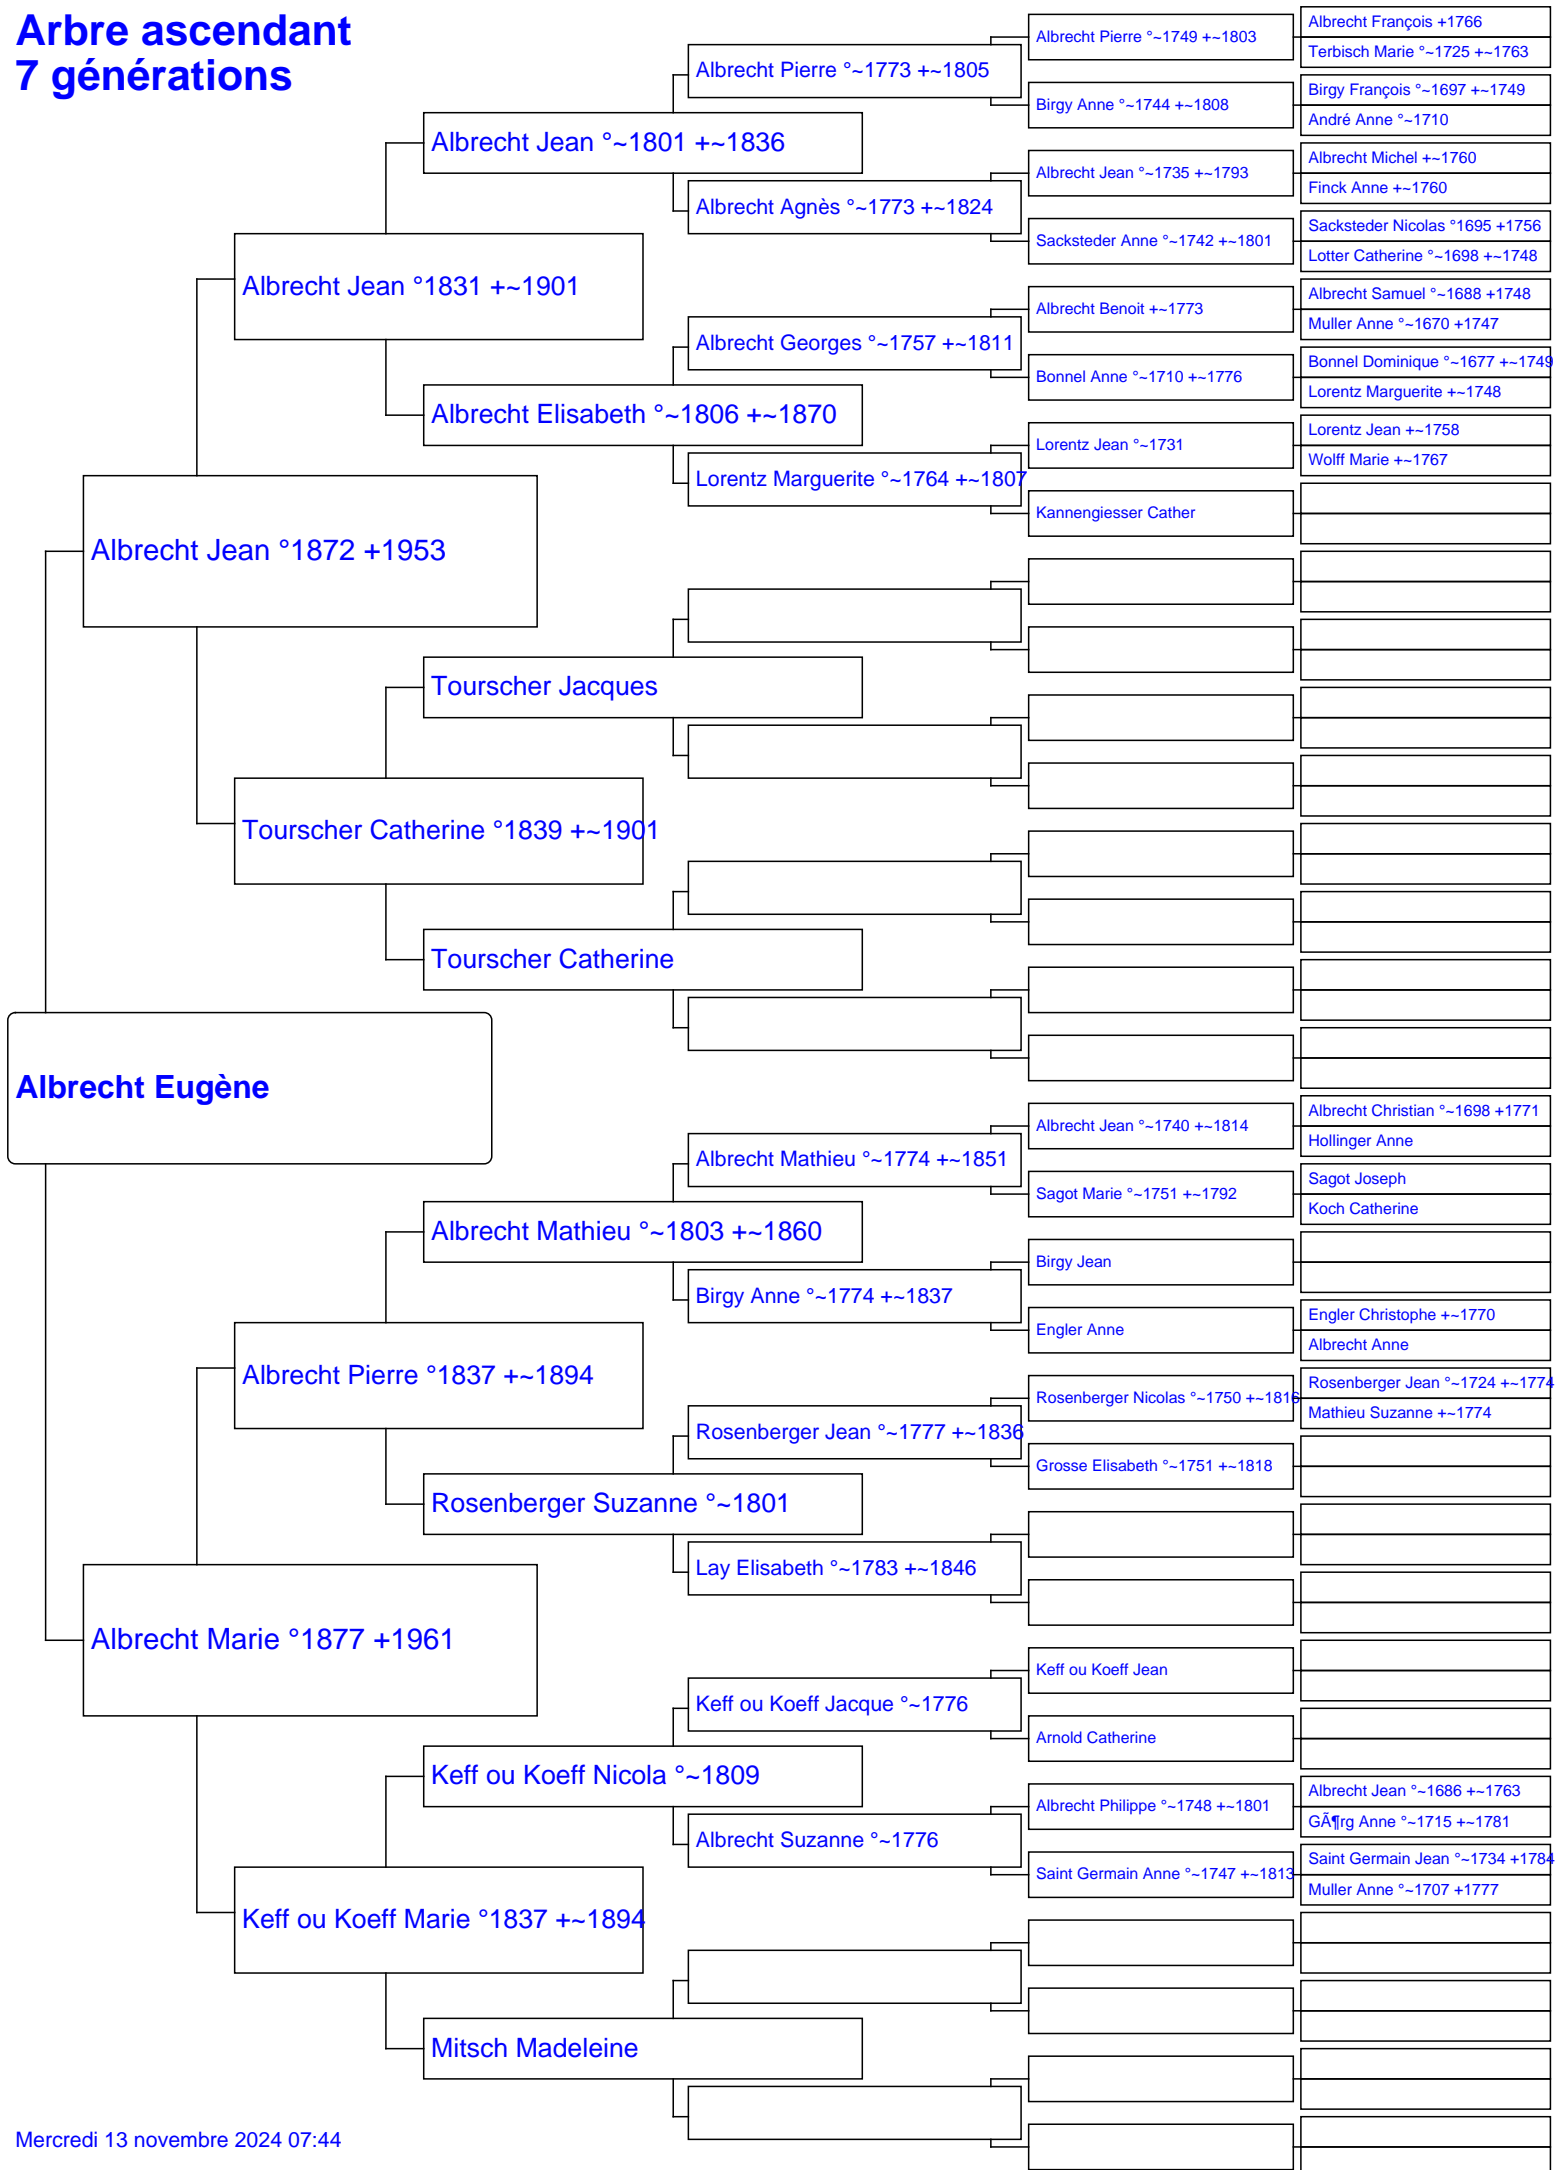 Arbre ascendant
7 générations
Albrecht Eugène
Albrecht Jean °1872 +1953
Albrecht Marie °1877 +1961
Albrecht Jean °1831 +~1901
Tourscher Catherine °1839 +~1901
Albrecht Pierre °1837 +~1894
Keff ou Koeff Marie °1837 +~1894
Albrecht Jean °~1801 +~1836
Albrecht Elisabeth °~1806 +~1870
Tourscher Jacques
Tourscher Catherine
Albrecht Mathieu °~1803 +~1860
Rosenberger Suzanne °~1801
Keff ou Koeff Nicola °~1809
Mitsch Madeleine
Albrecht Pierre °~1773 +~1805
Albrecht Agnès °~1773 +~1824
Albrecht Georges °~1757 +~1811
Lorentz Marguerite °~1764 +~1807
Albrecht Mathieu °~1774 +~1851
Birgy Anne °~1774 +~1837
Rosenberger Jean °~1777 +~1836
Lay Elisabeth °~1783 +~1846
Keff ou Koeff Jacque °~1776
Albrecht Suzanne °~1776
Albrecht Pierre °~1749 +~1803
Birgy Anne °~1744 +~1808
Albrecht Jean °~1735 +~1793
Sacksteder Anne °~1742 +~1801
Albrecht Benoit +~1773
Bonnel Anne °~1710 +~1776
Lorentz Jean °~1731
Kannengiesser Cather
Albrecht Jean °~1740 +~1814
Sagot Marie °~1751 +~1792
Birgy Jean
Engler Anne
Rosenberger Nicolas °~1750 +~1816
Grosse Elisabeth °~1751 +~1818
Keff ou Koeff Jean
Arnold Catherine
Albrecht Philippe °~1748 +~1801
Saint Germain Anne °~1747 +~1813
Albrecht François +1766
Terbisch Marie °~1725 +~1763
Birgy François °~1697 +~1749
André Anne °~1710
Albrecht Michel +~1760
Finck Anne +~1760
Sacksteder Nicolas °1695 +1756
Lotter Catherine °~1698 +~1748
Albrecht Samuel °~1688 +1748
Muller Anne °~1670 +1747
Bonnel Dominique °~1677 +~1749
Lorentz Marguerite +~1748
Lorentz Jean +~1758
Wolff Marie +~1767
Albrecht Christian °~1698 +1771
Hollinger Anne
Sagot Joseph
Koch Catherine
Engler Christophe +~1770
Albrecht Anne
Rosenberger Jean °~1724 +~1774
Mathieu Suzanne +~1774
Albrecht Jean °~1686 +~1763
GÃ¶rg Anne °~1715 +~1781
Saint Germain Jean °~1734 +1784
Muller Anne °~1707 +1777
Mercredi 13 novembre 2024 07:44